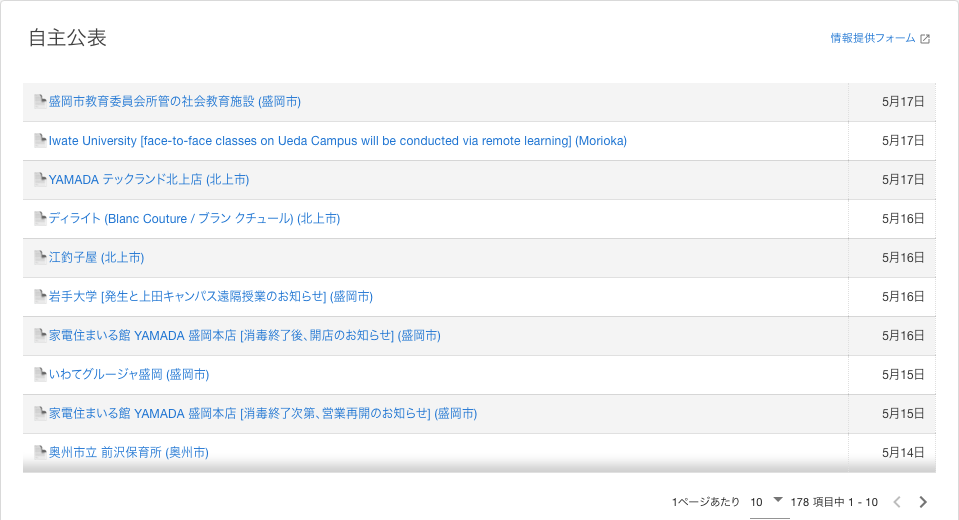 自主公表
情報提供フォーム
盛岡市教育委員会所管の社会教育施設 (盛岡市) 5月17日
Iwate University [face-to-face classes on Ueda Campus will be conducted via remote learning] (Morioka) 5月17日
YAMADA テックランド北上店 (北上市) 5月17日
ディライト (Blanc Couture / ブラン クチュール) (北上市) 5月16日
江釣子屋 (北上市) 5月16日
岩手大学 [発生と上田キャンパス遠隔授業のお知らせ] (盛岡市) 5月16日
家電住まいる館 YAMADA 盛岡本店 [消毒終了後、開店のお知らせ] (盛岡市) 5月16日
いわてグルージャ盛岡 (盛岡市) 5月15日
家電住まいる館 YAMADA 盛岡本店 [消毒終了次第、営業再開のお知らせ] (盛岡市) 5月15日
奥州市立 前沢保育所 (奥州市) 5月14日
1ページあたり 10 178 項目中 1 - 10